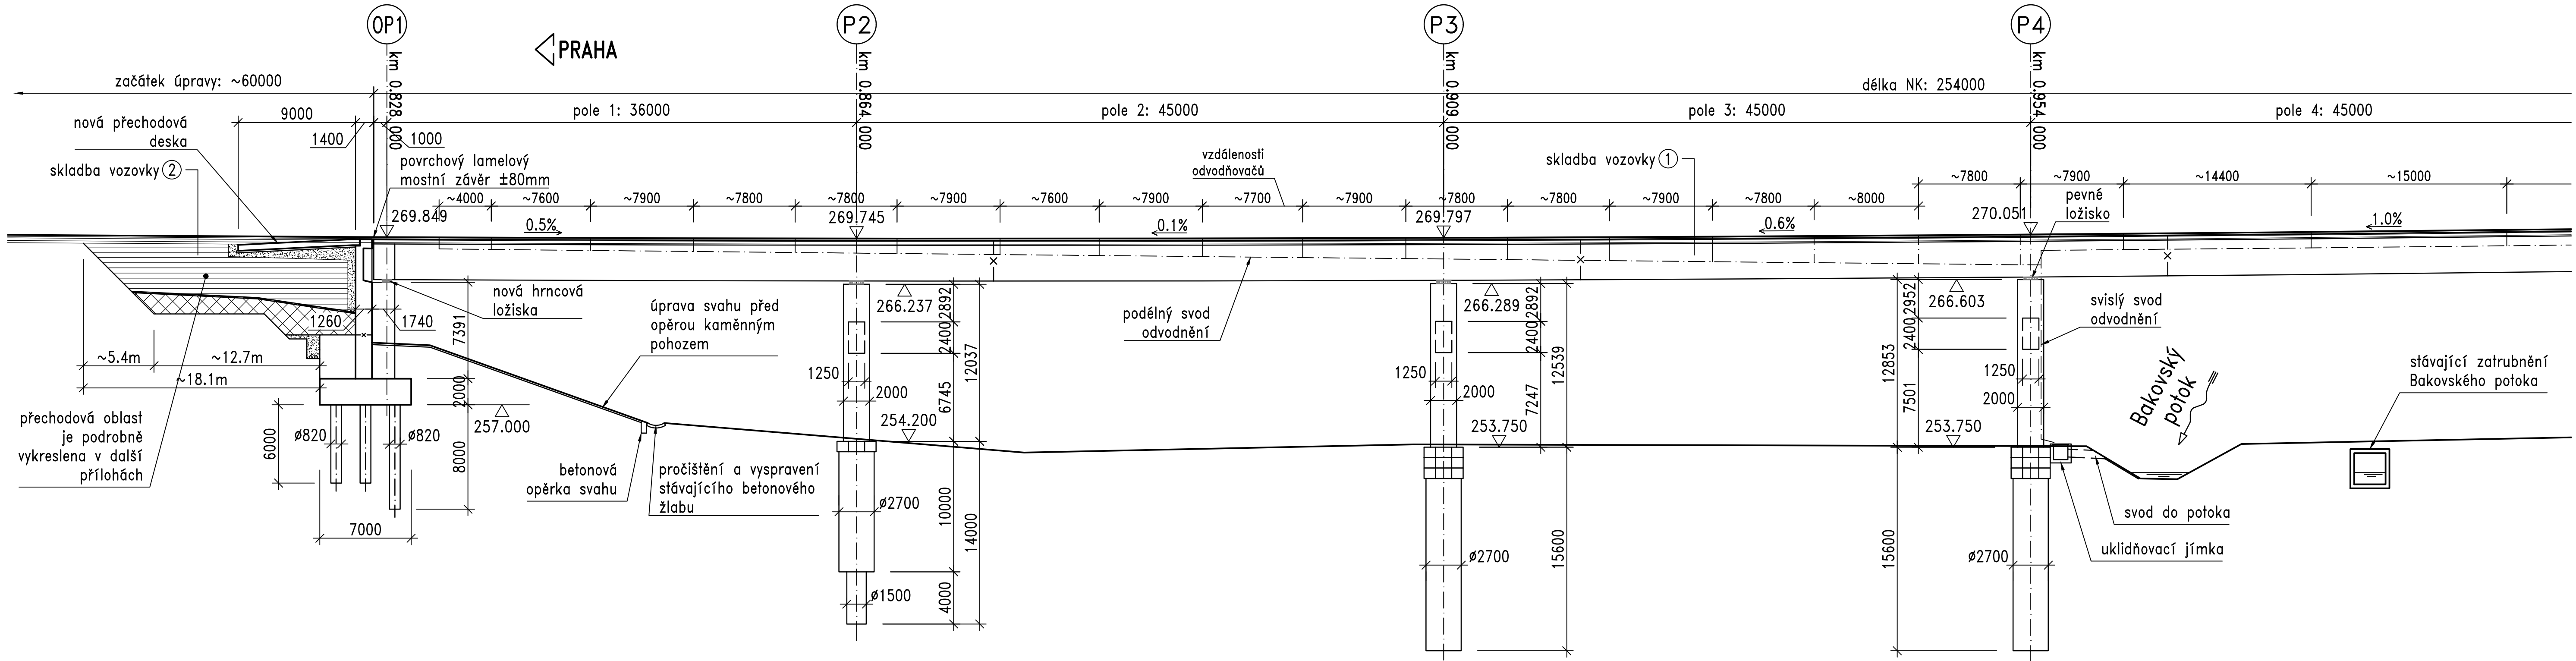 OP1
P2
P3
P4
PRAHA
km 0.828 000
km 0.864 000
km 0.909 000
km 0.954 000
začátek úpravy: ~60000
délka NK: 254000
9000
1400
1000
pole 1: 36000
pole 2: 45000
pole 3: 45000
pole 4: 45000
nová přechodová
deska
skladba vozovky 2
povrchový lamelový
mostní závěr ±80mm
vzdálenosti
odvodňovačů
skladba vozovky 1
~4000
~7600
~7900
~7800
~7800
~7900
~7600
~7900
~7700
~7900
~7800
~7800
~7900
~7800
~8000
~7800
~7900
~14400
~15000
pevné
ložisko
269.849
269.745
269.797
270.051
0.5%
0.1%
0.6%
1.0%
nová hrncová
ložiska
úprava svahu před
opěrou kaměnným
pohozem
podélný svod
odvodnění
svislý svod
odvodnění
Bakovský
potok
stávající zatrubnění
Bakovského potoka
1260
1740
7391
2000
8000
~5.4m
~12.7m
~18.1m
přechodová oblast
je podrobně
vykreslena v další
přílohách
6000
ø820
ø820
7000
257.000
betonová
opěrka svahu
pročištění a vyspravení
stávajícího betonového
žlabu
266.237
2892
2400
12037
6745
1250
2000
254.200
ø2700
10000
14000
ø1500
4000
266.289
2892
2400
12539
7247
1250
2000
253.750
ø2700
15600
266.603
2952
2400
12853
7501
1250
2000
253.750
15600
ø2700
svod do potoka
uklidňovací jímka